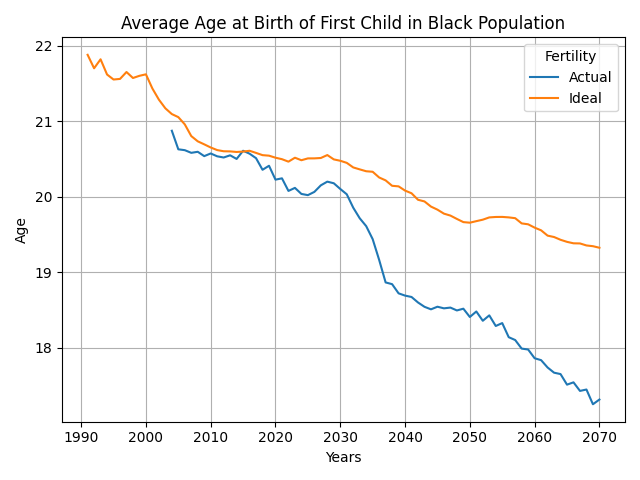 Average Age at Birth of First Child in Black Population
Fertility
Actual
Ideal
22
21
20
19
18
Age
1990 2000 2010 2020 2030 2040 2050 2060 2070
Years